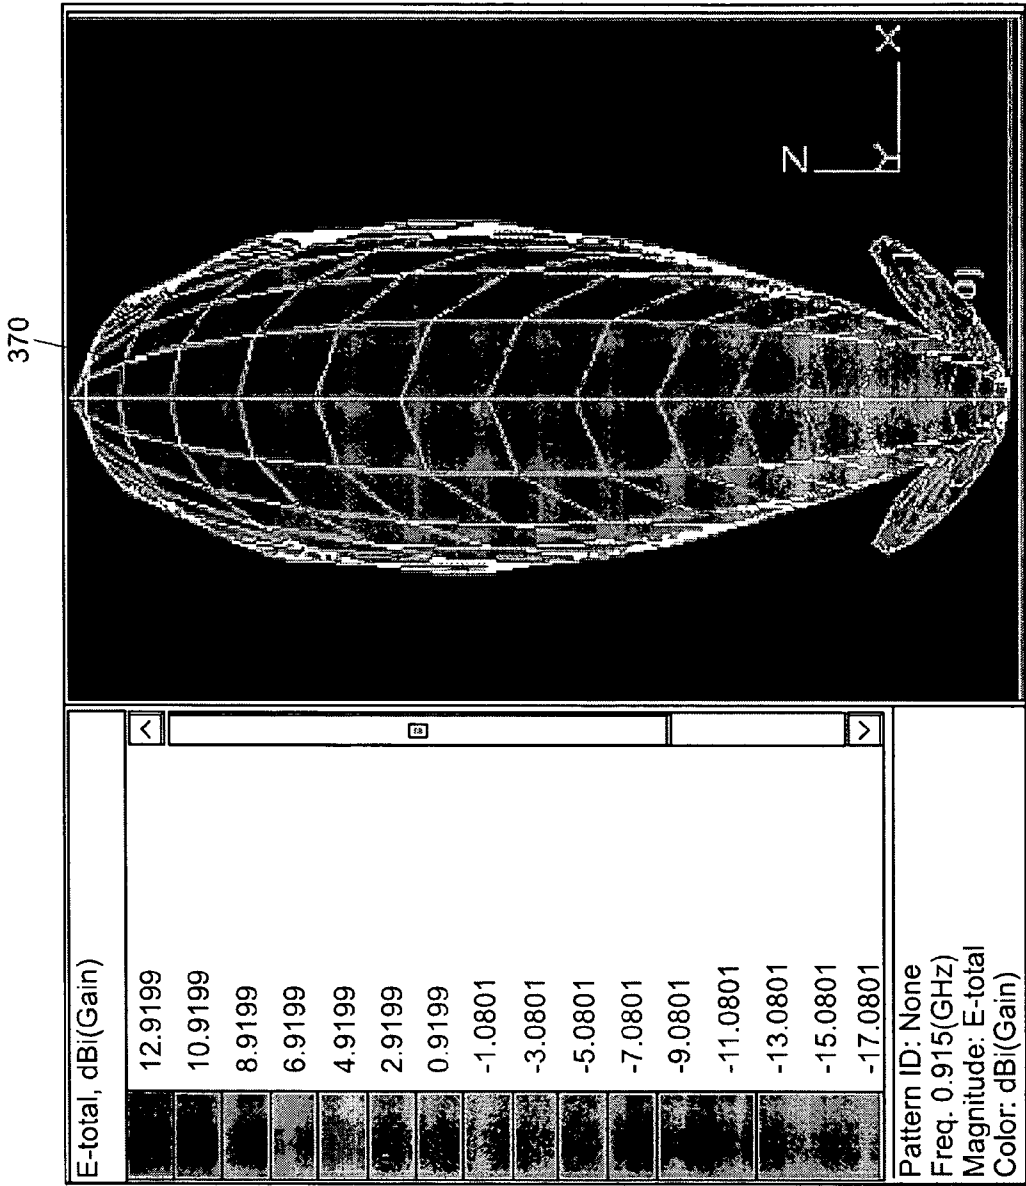 370
E-total, dBi(Gain)
12.9199
10.9199
8.9199
6.9199
4.9199
2.9199
0.9199
-1.0801
-3.0801
-5.0801
-7.0801
-9.0801
-11.0801
-13.0801
-15.0801
-17.0801
Pattern ID: None
Freq. 0.915(GHz)
Magnitude: E-total
Color: dBi(Gain)
N
Y
X